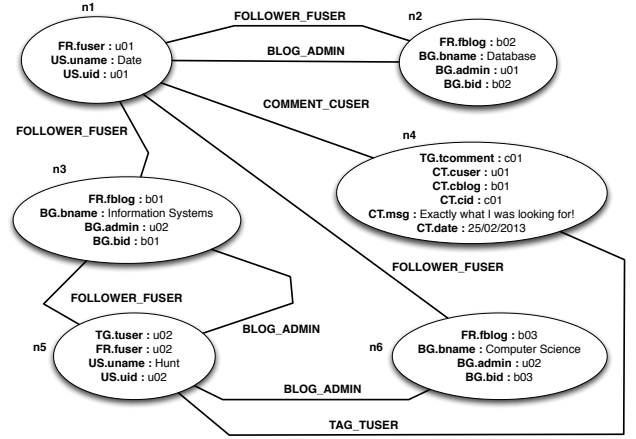 n1
FR.fuser : u01
US.uname : Date
US.uid : u01
FOLLOWER_FUSER
n2
FR.fblog : b02
BG.bname : Database
BG.admin : u01
BG.bid : b02
BLOG_ADMIN
COMMENT_CUSER
FOLLOWER_FUSER
n4
TG.tcomment : c01
CT.cuser : u01
CT.cblog : b01
CT.cid : c01
CT.msg : Exactly what I was looking for!
CT.date : 25/02/2013
n3
FR.fblog : b01
BG.bname : Information Systems
BG.admin : u02
BG.bid : b01
FOLLOWER_FUSER
FOLLOWER_FUSER
BLOG_ADMIN
n5
TG.tuser : u02
FR.fuser : u02
US.uname : Hunt
US.uid : u02
n6
FR.fblog : b03
BG.bname : Computer Science
BG.admin : u02
BG.bid : b03
BLOG_ADMIN
TAG_TUSER